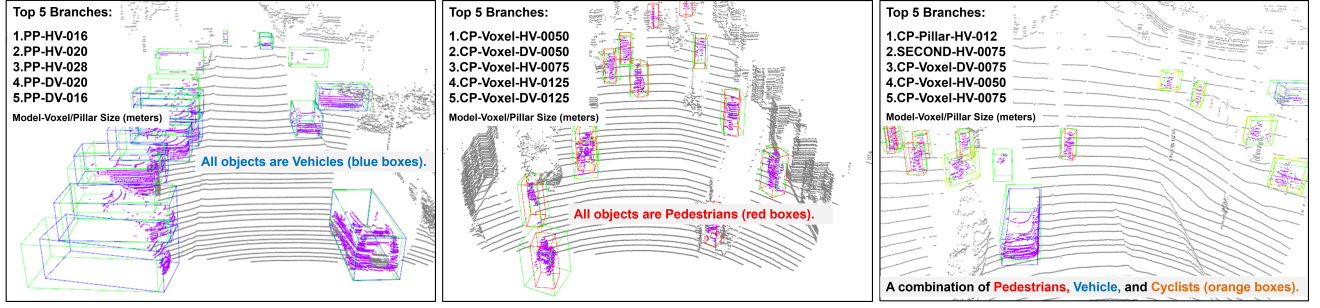 Top 5 Branches:
1.PP-HV-016
2.PP-HV-020
3.PP-HV-028
4.PP-DV-020
5.PP-DV-016
Model-Voxel/Pillar Size (meters)
All objects are Vehicles (blue boxes).
Top 5 Branches:
1.CP-Voxel-HV-0050
2.CP-Voxel-DV-0050
3.CP-Voxel-HV-0075
4.CP-Voxel-HV-0125
5.CP-Voxel-DV-0125
Model-Voxel/Pillar Size (meters)
All objects are Pedestrians (red boxes).
Top 5 Branches:
1.CP-Pillar-HV-012
2.SECOND-HV-0075
3.CP-Voxel-DV-0075
4.CP-Voxel-HV-0050
5.CP-Voxel-HV-0075
Model-Voxel/Pillar Size (meters)
A combination of Pedestrians, Vehicle, and Cyclists (orange boxes).